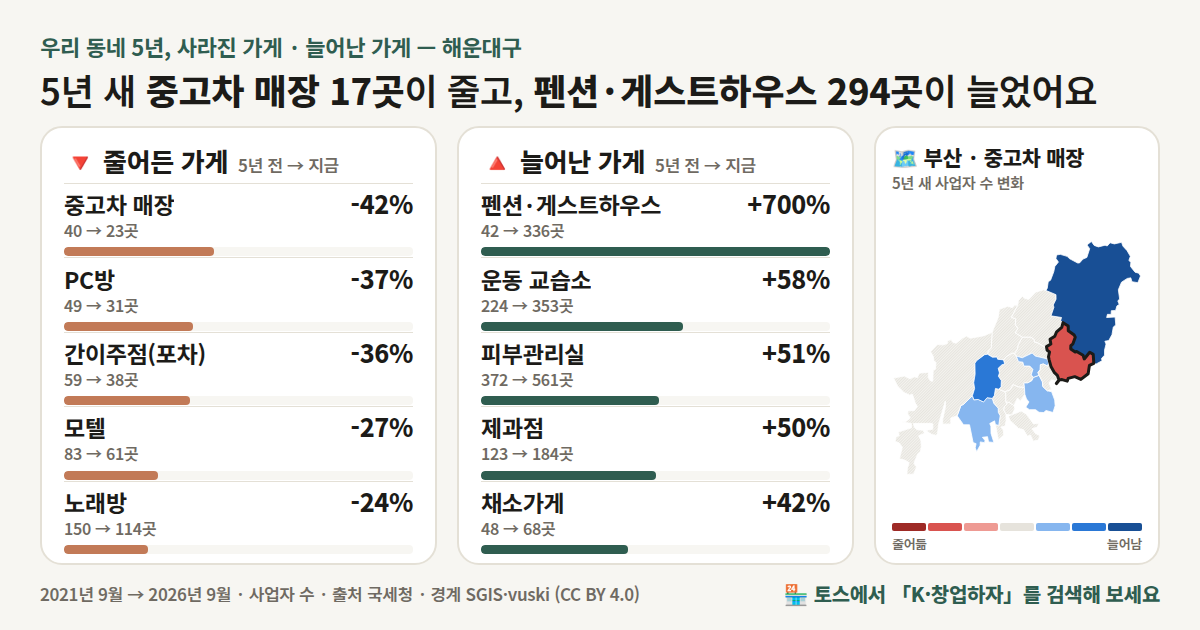 우리 동네 5년, 사라진 가게 · 늘어난 가게 — 해운대구
5년 새 중고차 매장 17곳이 줄고, 펜션·게스트하우스 294곳이 늘었어요
줄어든 가게 5년 전 → 지금
중고차 매장 -42%
40 → 23곳
PC방 -37%
49 → 31곳
간이주점(포차) -36%
59 → 38곳
모텔 -27%
83 → 61곳
노래방 -24%
150 → 114곳
늘어난 가게 5년 전 → 지금
펜션·게스트하우스 +700%
42 → 336곳
운동 교습소 +58%
224 → 353곳
피부관리실 +51%
372 → 561곳
제과점 +50%
123 → 184곳
채소가게 +42%
48 → 68곳
부산 · 중고차 매장
5년 새 사업자 수 변화
줄어듦 늘어남
2021년 9월 → 2026년 9월 · 사업자 수 · 출처 국세청 · 경계 SGIS·vuski (CC BY 4.0)
토스에서 「K·창업하자」를 검색해 보세요